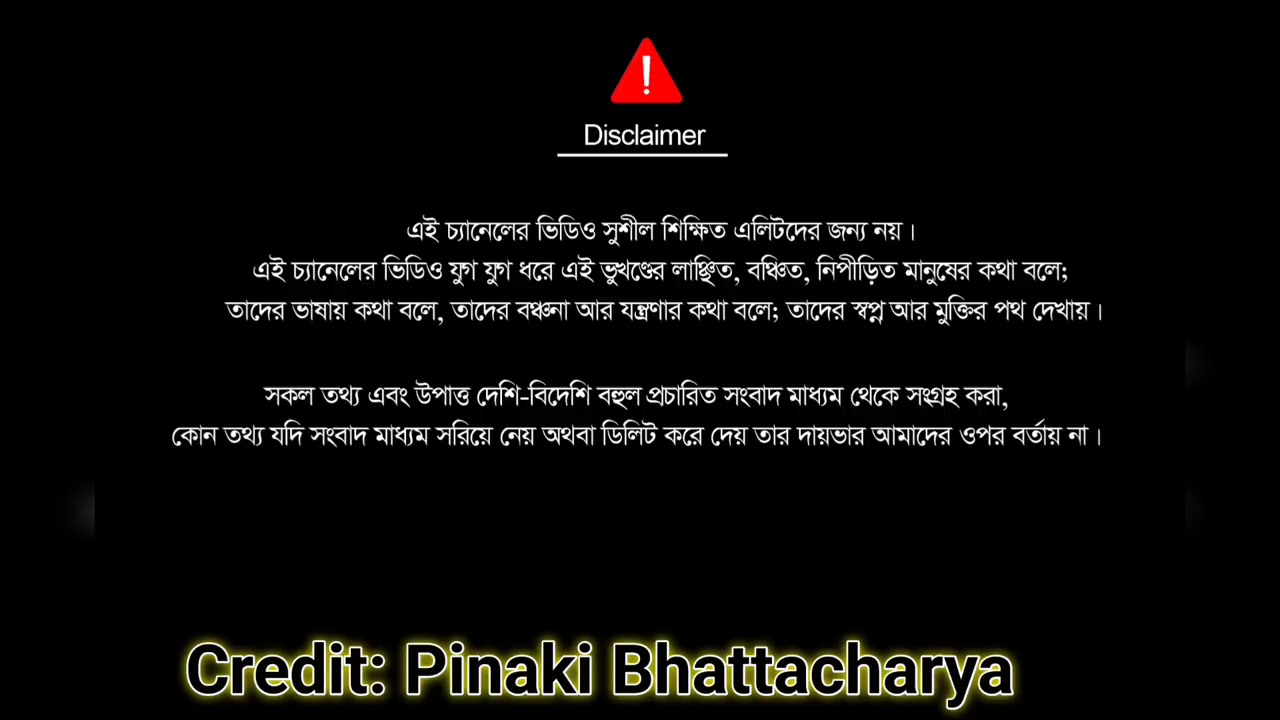 !
Disclaimer
এই চ্যানেলের ভিডিও সুশীল শিক্ষিত এলিটদের জন্য নয়।
এই চ্যানেলের ভিডিও যুগ যুগ ধরে এই ভুখণ্ডের লাঞ্ছিত, বঞ্চিত, নিপীড়িত মানুষের কথা বলে;
তাদের ভাষায় কথা বলে, তাদের বঞ্চনা আর যন্ত্রণার কথা বলে; তাদের স্বপ্ন আর মুক্তির পথ দেখায়।
সকল তথ্য এবং উপাত্ত দেশি-বিদেশি বহুল প্রচারিত সংবাদ মাধ্যম থেকে সংগ্রহ করা,
কোন তথ্য যদি সংবাদ মাধ্যম সরিয়ে নেয় অথবা ডিলিট করে দেয় তার দায়ভার আমাদের ওপর বর্তায় না।
Credit: Pinaki Bhattacharya